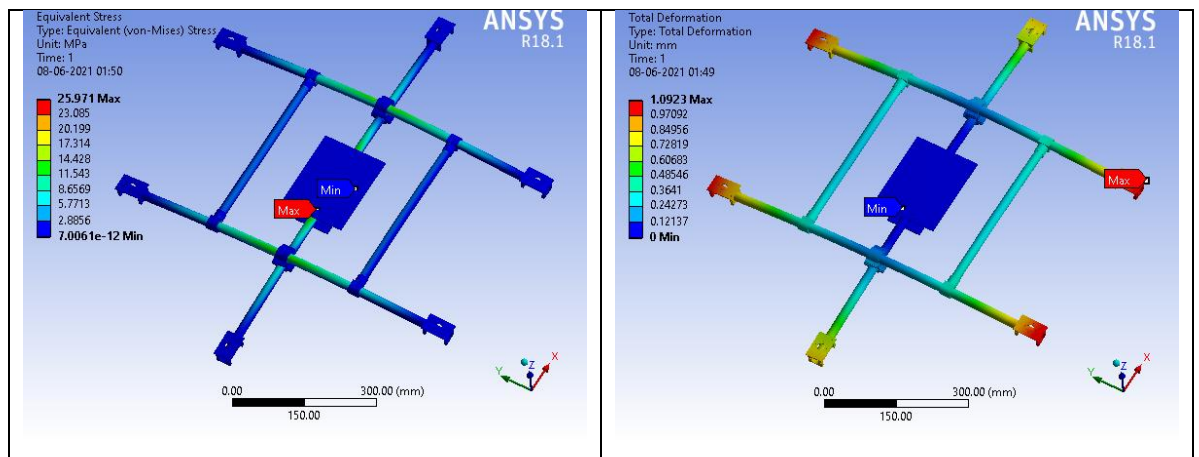 Equivalent Stress
Type: Equivalent (von-Mises) Stress
Unit: MPa
Time: 1
08-06-2021 01:50
25.971 Max
23.085
20.199
17.314
14.428
11.543
8.6569
5.7713
2.8856
7.0061e-12 Min
ANSYS
R18.1
Min
Max
0.00 300.00 (mm)
150.00
X
Y
Z
Total Deformation
Type: Total Deformation
Unit: mm
Time: 1
08-06-2021 01:49
1.0923 Max
0.97092
0.84956
0.72819
0.60683
0.48546
0.3641
0.24273
0.12137
0 Min
ANSYS
R18.1
Max
Min
0.00 300.00 (mm)
150.00
X
Y
Z